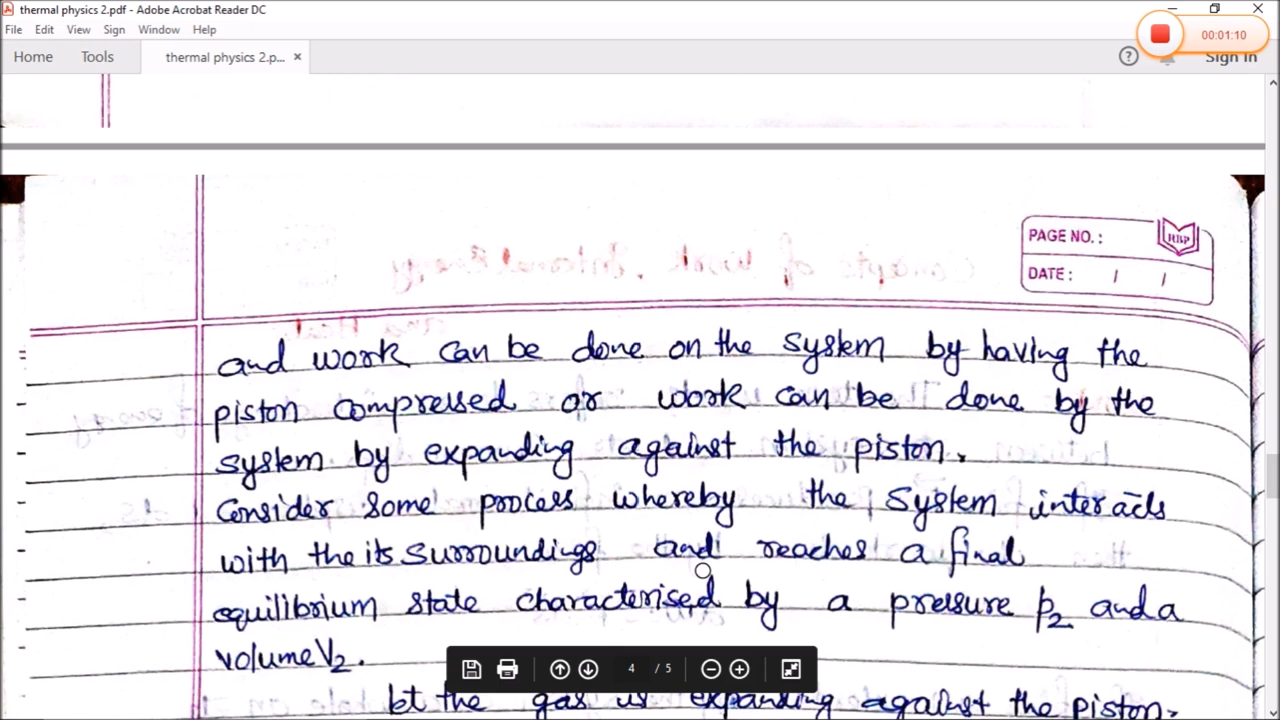 thermal physics 2.pdf - Adobe Acrobat Reader DC
File Edit View Sign Window Help
00:01:10
Home Tools thermal physics 2.p... ×
Sign In
PAGE NO. :
RBP
DATE : / /
and work can be done on the system by having the
piston compressed or work can be done by the
system by expanding against the piston.
Consider some process whereby the system interacts
with the its surroundings and reaches a final
equilibrium state characterised by a pressure p₂ and a
volume V₂.
4 / 5
let the gas is expanding against the piston.